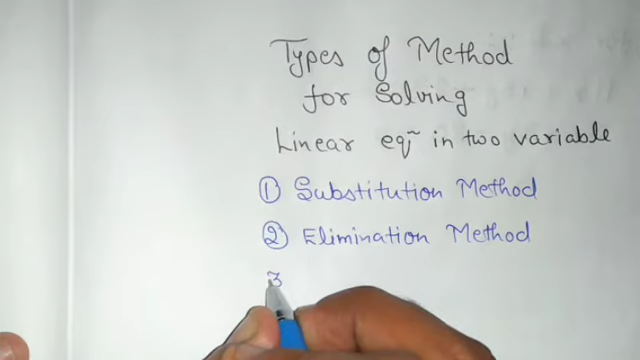 Types of Method
for Solving
Linear eq~ in two variable
① Substitution Method
② Elimination Method
3